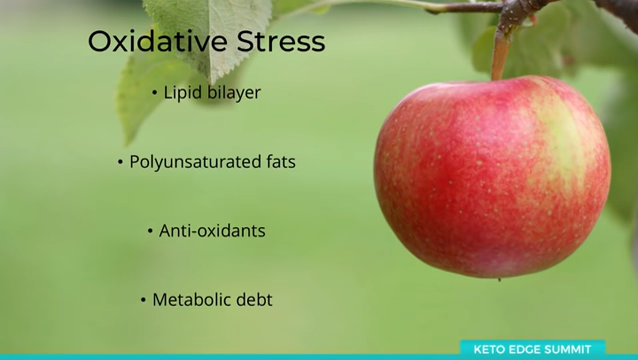 Oxidative Stress
• Lipid bilayer
• Polyunsaturated fats
• Anti-oxidants
• Metabolic debt
KETO EDGE SUMMIT